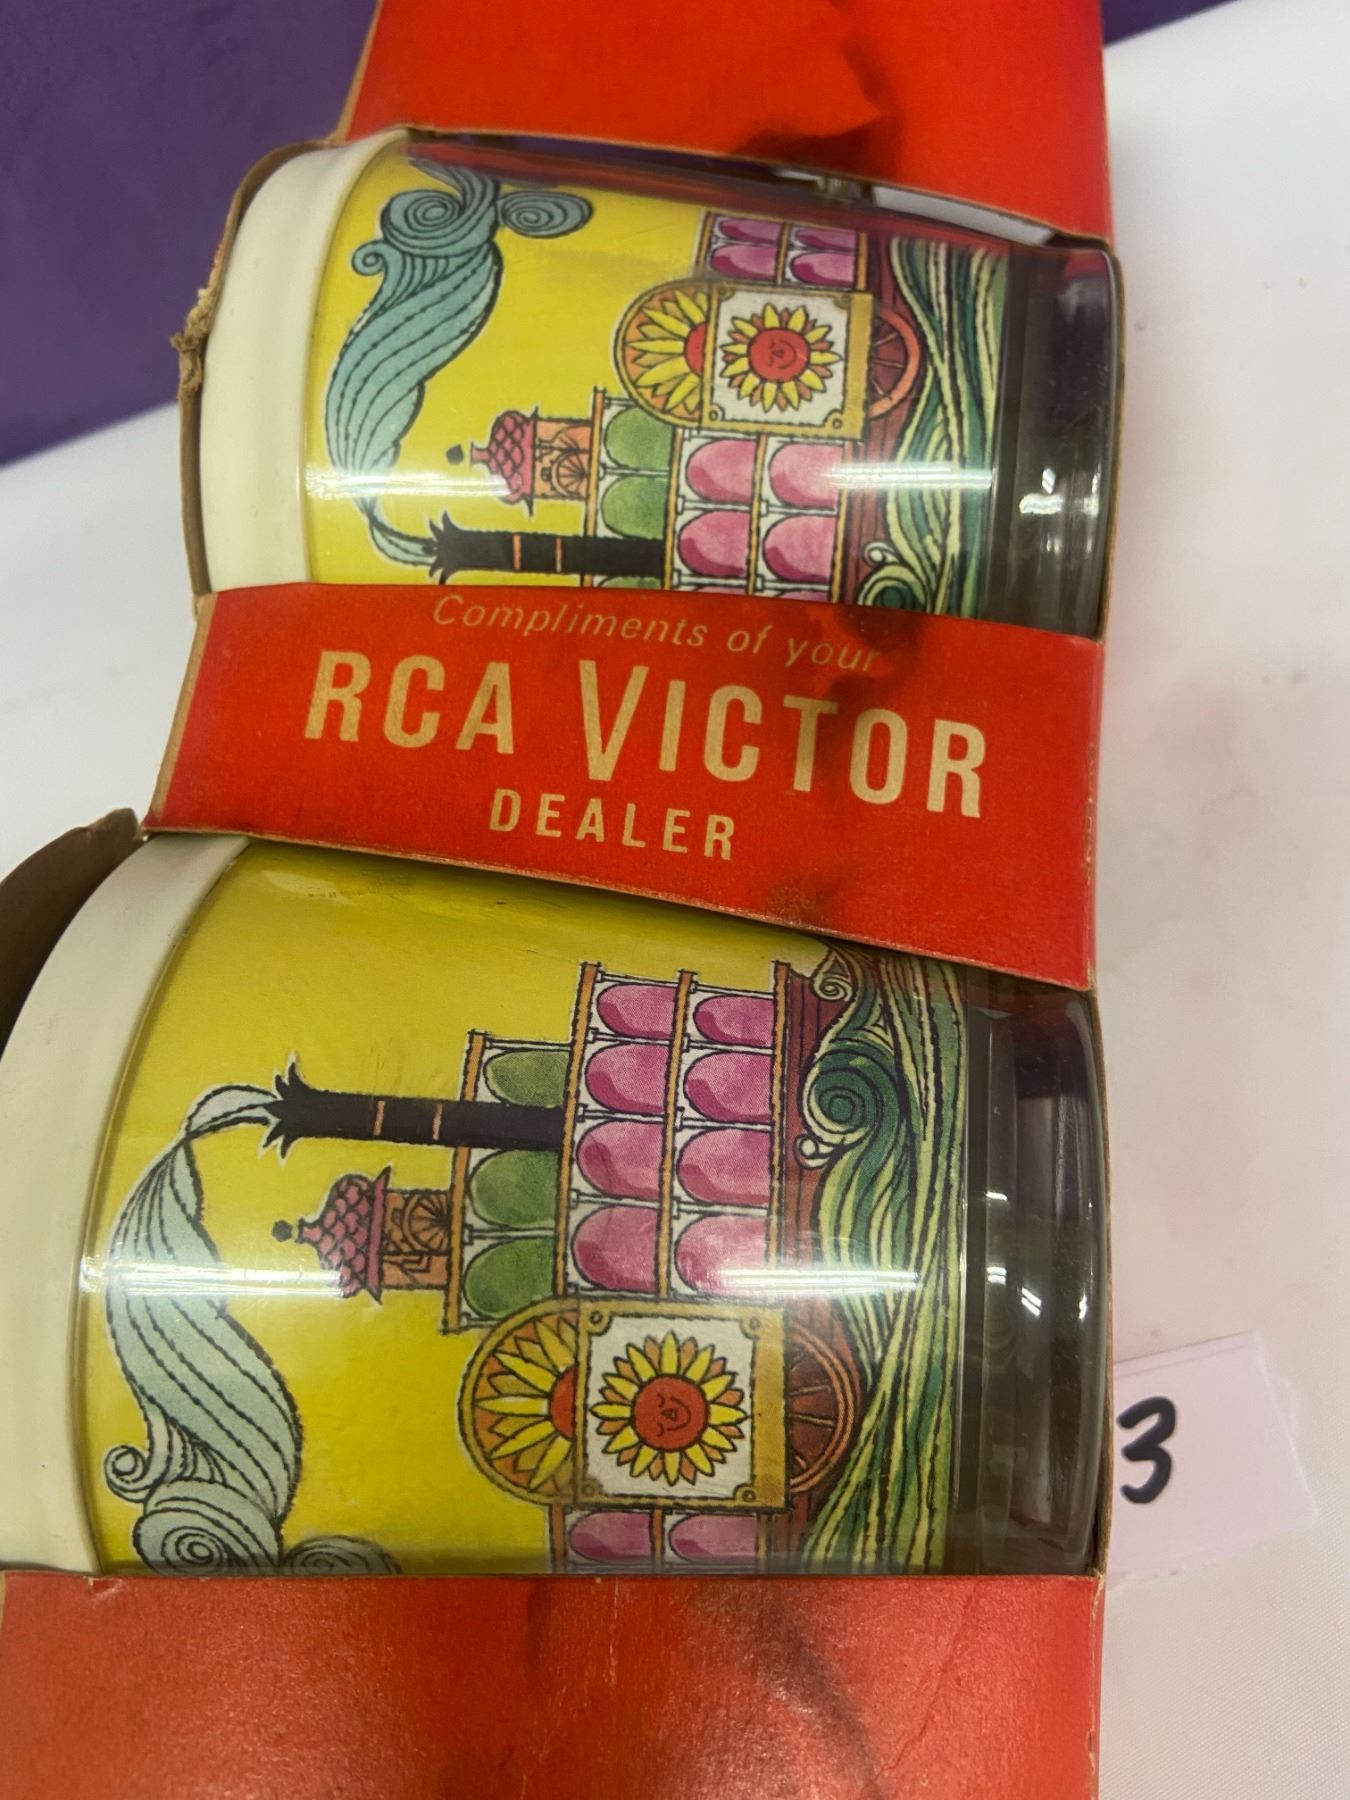 Compliments of your
RCA VICTOR
DEALER
3